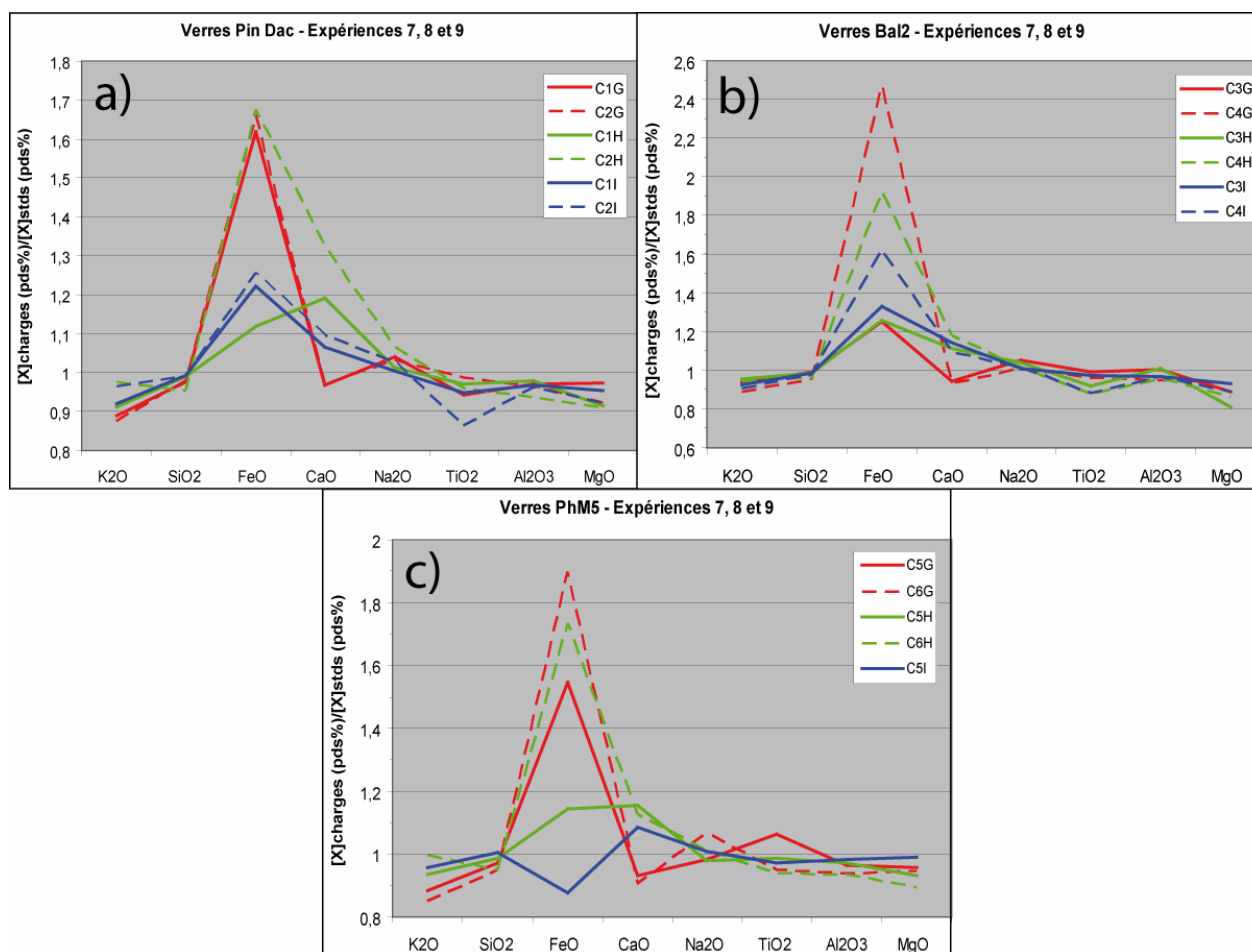 Verres Pin Dac - Expériences 7, 8 et 9
a)
[X]charges (pds%)/[X]stds (pds%)
1,8
1,7
1,6
1,5
1,4
1,3
1,2
1,1
1
0,9
0,8
K2O SiO2 FeO CaO Na2O TiO2 Al2O3 MgO
C1G
C2G
C1H
C2H
C1I
C2I
Verres Bal2 - Expériences 7, 8 et 9
b)
[X]charges (pds%)/[X]stds (pds%)
2,6
2,4
2,2
2
1,8
1,6
1,4
1,2
1
0,8
0,6
K2O SiO2 FeO CaO Na2O TiO2 Al2O3 MgO
C3G
C4G
C3H
C4H
C3I
C4I
Verres PhM5 - Expériences 7, 8 et 9
c)
[X]charges (pds%)/[X]stds (pds%)
2
1,8
1,6
1,4
1,2
1
0,8
K2O SiO2 FeO CaO Na2O TiO2 Al2O3 MgO
C5G
C6G
C5H
C6H
C5I